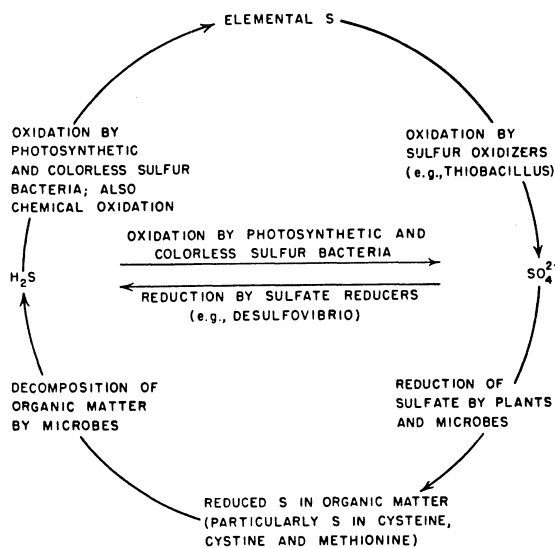 ELEMENTAL S
OXIDATION BY
PHOTOSYNTHETIC
AND COLORLESS SULFUR
BACTERIA; ALSO
CHEMICAL OXIDATION
OXIDATION BY
SULFUR OXIDIZERS
(e.g.,THIOBACILLUS)
OXIDATION BY PHOTOSYNTHETIC AND
COLORLESS SULFUR BACTERIA
H₂S
SO₄²⁻
REDUCTION BY SULFATE REDUCERS
(e.g., DESULFOVIBRIO)
DECOMPOSITION OF
ORGANIC MATTER
BY MICROBES
REDUCTION OF
SULFATE BY PLANTS
AND MICROBES
REDUCED S IN ORGANIC MATTER
(PARTICULARLY S IN CYSTEINE,
CYSTINE AND METHIONINE)